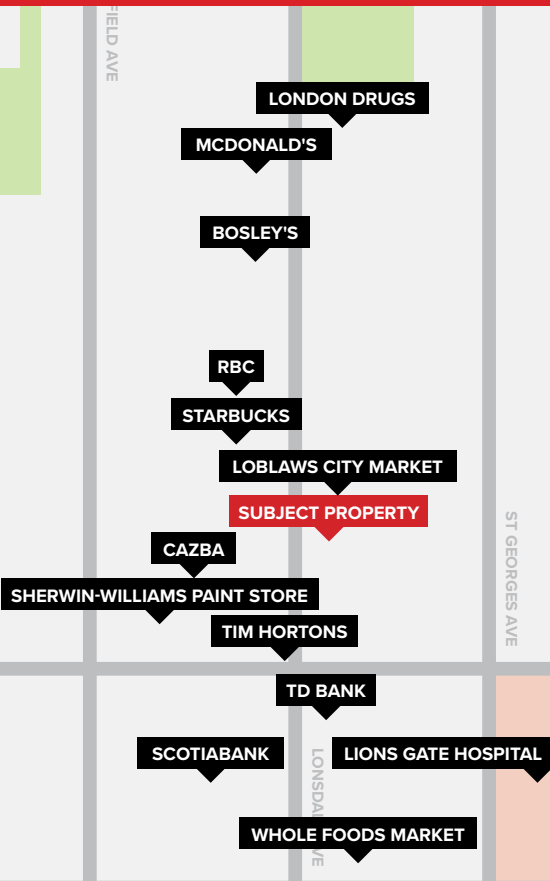 FIELD AVE
LONDON DRUGS
MCDONALD'S
BOSLEY'S
RBC
STARBUCKS
LOBLAWS CITY MARKET
SUBJECT PROPERTY
ST GEORGES AVE
CAZBA
SHERWIN-WILLIAMS PAINT STORE
TIM HORTONS
TD BANK
SCOTIABANK
LIONS GATE HOSPITAL
WHOLE FOODS MARKET